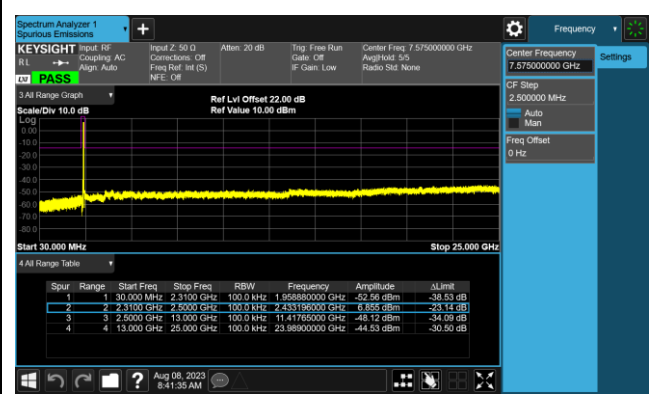 Spectrum Analyzer 1
Spurious Emissions
Frequency
KEYSIGHT Input: RF Input Z: 50 Ω Atten: 20 dB Trig: Free Run Center Freq: 7.575000000 GHz
RL Coupling: AC Corrections: Off Gate: Off Avg|Hold: 5/5
Align: Auto Freq Ref: Int (S) IF Gain: Low Radio Std: None
LXI PASS NFE: Off
Center Frequency
7.575000000 GHz
Settings
CF Step
2.500000 MHz
Auto
Man
Freq Offset
0 Hz
3 All Range Graph
Ref Lvl Offset 22.00 dB
Scale/Div 10.0 dB Ref Value 10.00 dBm
Log
0.00
-10.0
-20.0
-30.0
-40.0
-50.0
-60.0
-70.0
-80.0
Start 30.000 MHz Stop 25.000 GHz
4 All Range Table
Spur Range Start Freq Stop Freq RBW Frequency Amplitude ΔLimit
1 1 30.000 MHz 2.3100 GHz 100.0 kHz 1.958880000 GHz -52.56 dBm -38.53 dB
2 2 2.3100 GHz 2.5000 GHz 100.0 kHz 2.433196000 GHz 6.855 dBm -23.14 dB
3 3 2.5000 GHz 13.000 GHz 100.0 kHz 11.41765000 GHz -48.12 dBm -34.09 dB
4 4 13.000 GHz 25.000 GHz 100.0 kHz 23.98900000 GHz -44.53 dBm -30.50 dB
Aug 08, 2023
8:41:35 AM